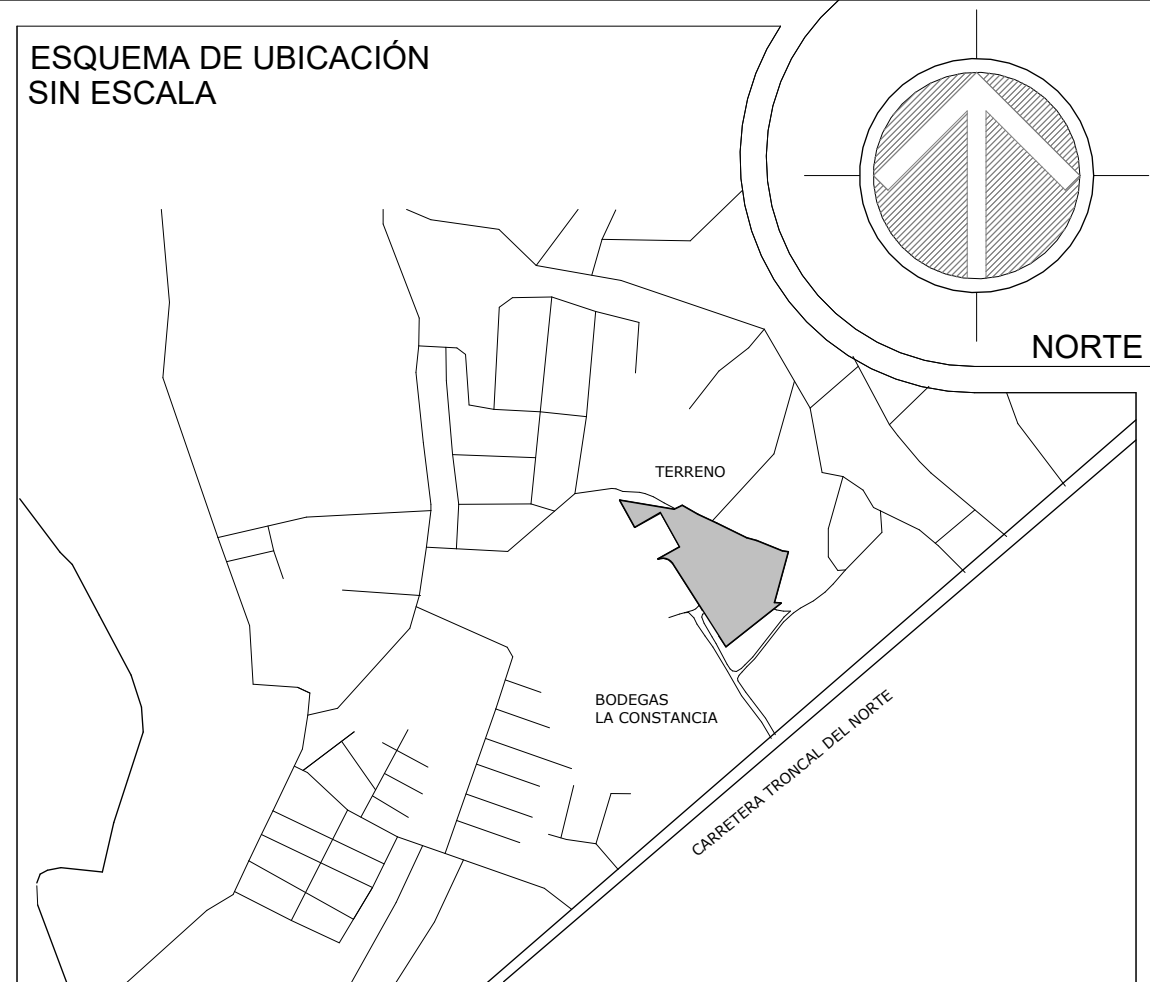 ESQUEMA DE UBICACIÓN
SIN ESCALA
NORTE
TERRENO
BODEGAS
LA CONSTANCIA
CARRETERA TRONCAL DEL NORTE